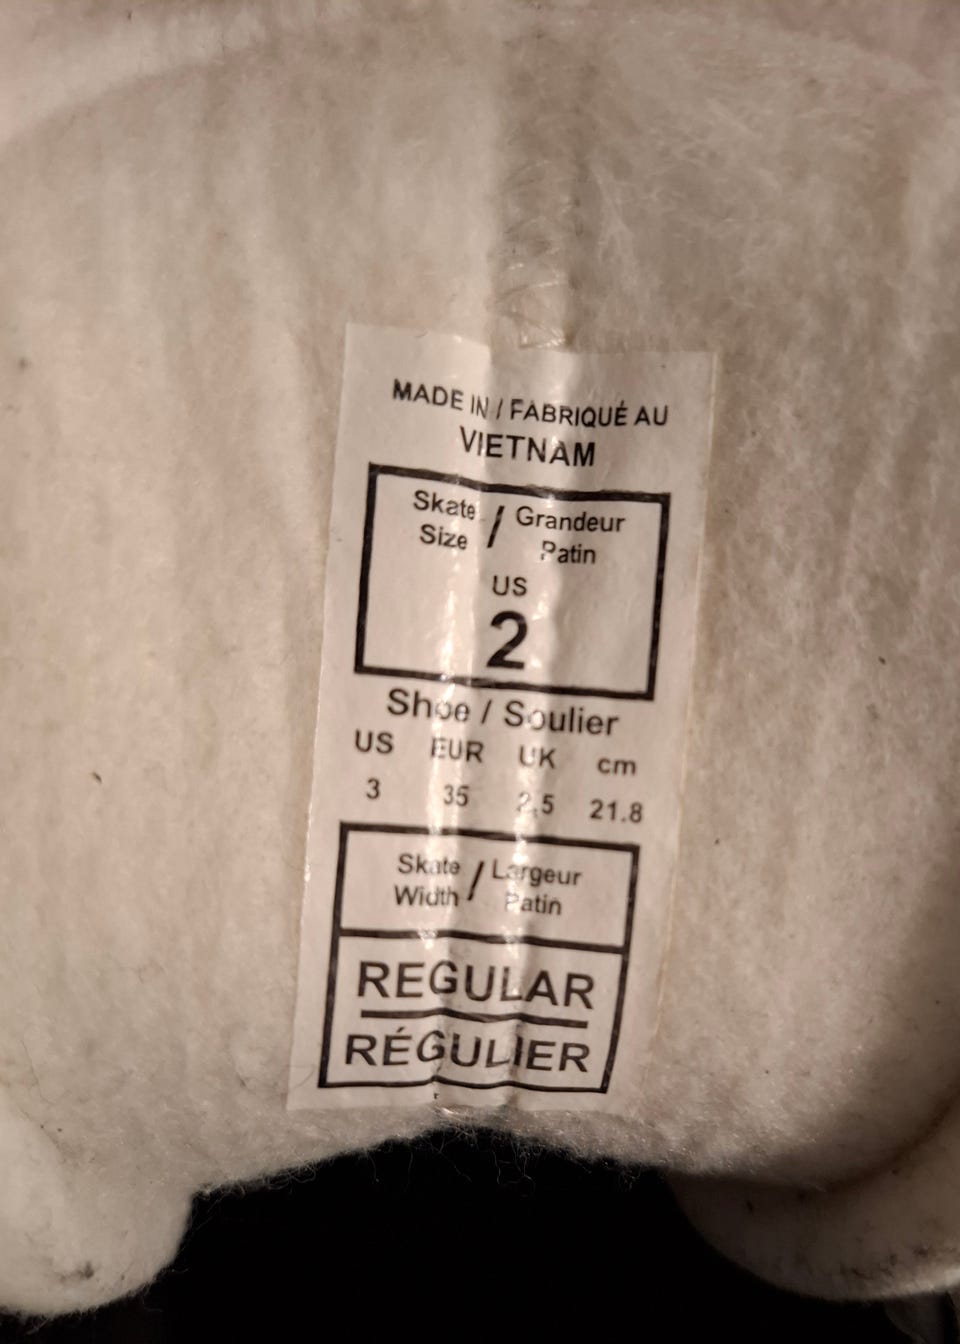 MADE IN / FABRIQUÉ AU
VIETNAM
Skate Size / Grandeur Patin
US
2
Shoe / Soulier
US EUR UK cm
3 35 2.5 21.8
Skate Width / Largeur Patin
REGULAR
RÉGULIER